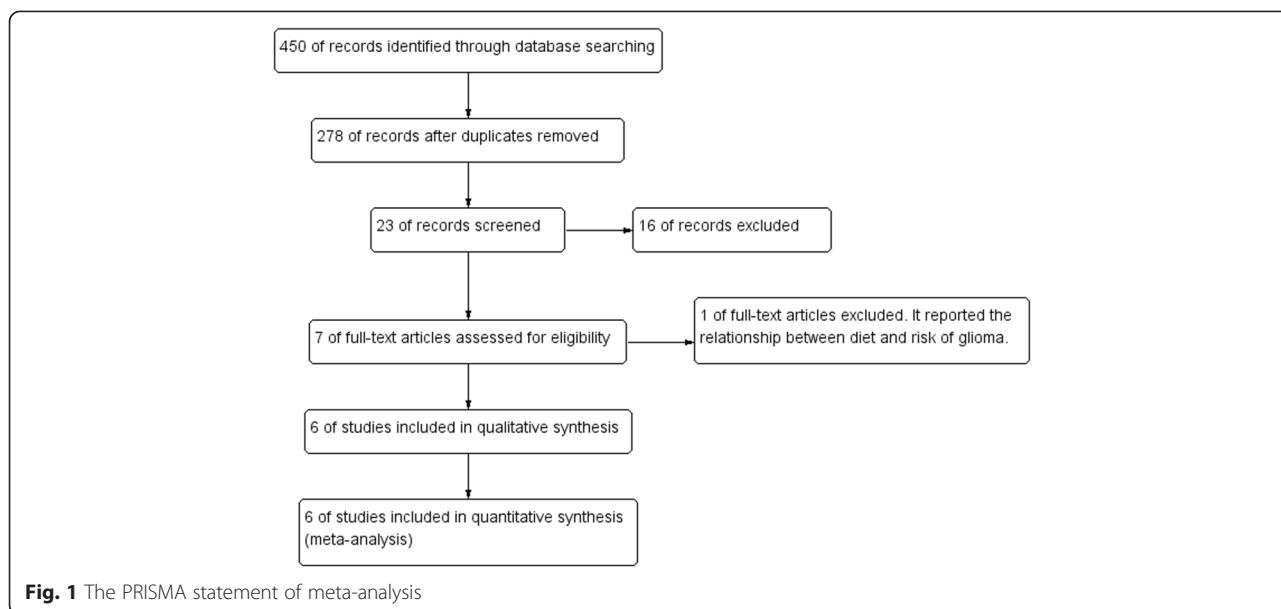 450 of records identified through database searching
278 of records after duplicates removed
23 of records screened
16 of records excluded
7 of full-text articles assessed for eligibility
1 of full-text articles excluded. It reported the
relationship between diet and risk of glioma.
6 of studies included in qualitative synthesis
6 of studies included in quantitative synthesis
(meta-analysis)
Fig. 1 The PRISMA statement of meta-analysis